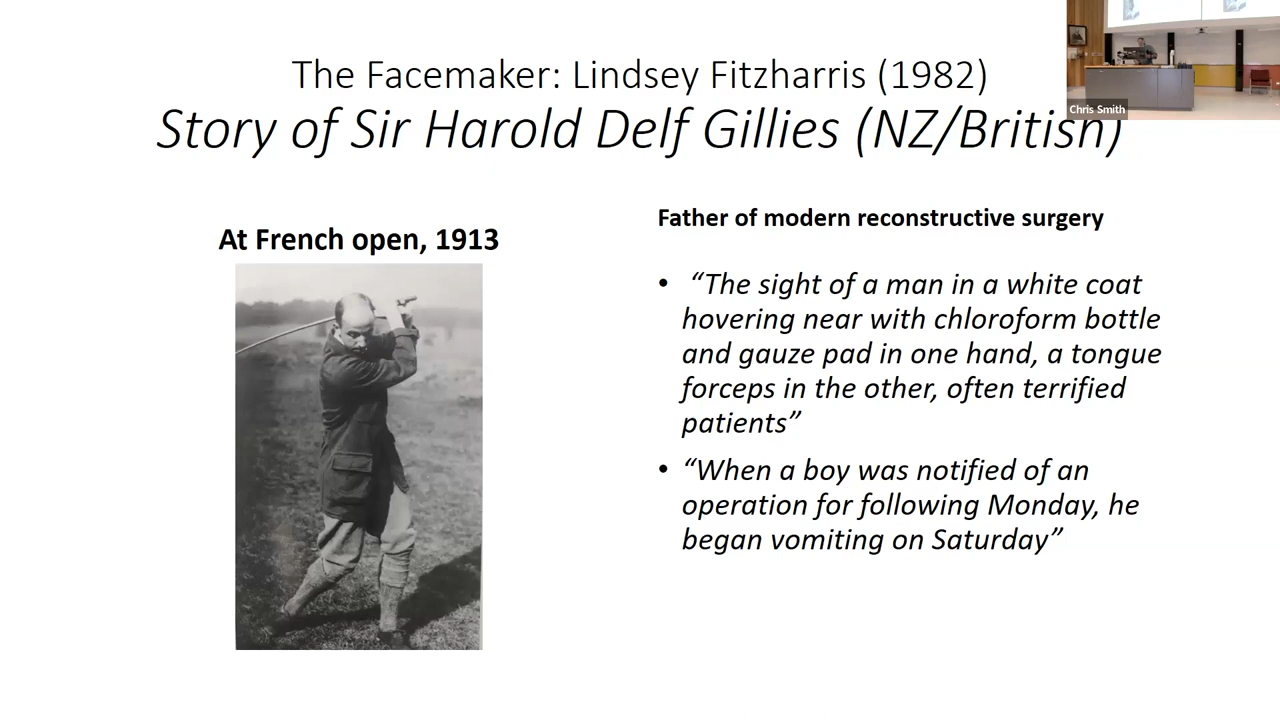 The Facemaker: Lindsey Fitzharris (1982)
Story of Sir Harold Delf Gillies (NZ/British)
Chris Smith
At French open, 1913
Father of modern reconstructive surgery
• “The sight of a man in a white coat
hovering near with chloroform bottle
and gauze pad in one hand, a tongue
forceps in the other, often terrified
patients”
• “When a boy was notified of an
operation for following Monday, he
began vomiting on Saturday”